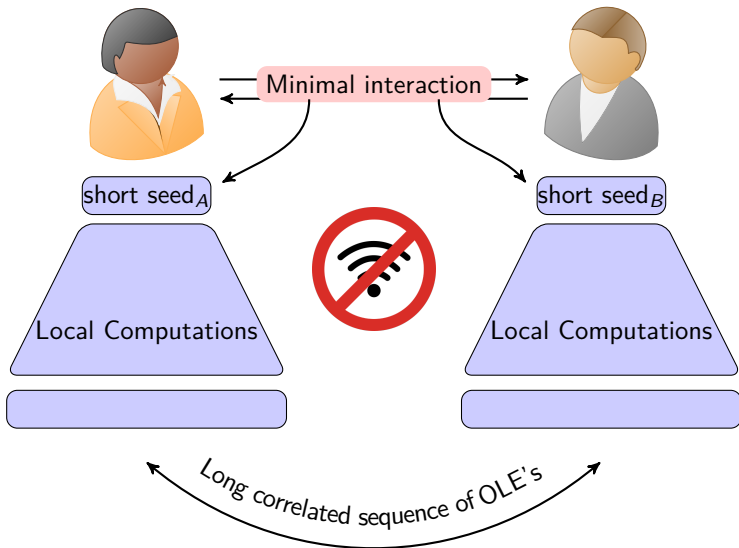 Minimal interaction
short seed_A
short seed_B
Local Computations
Local Computations
Long correlated sequence of OLE's